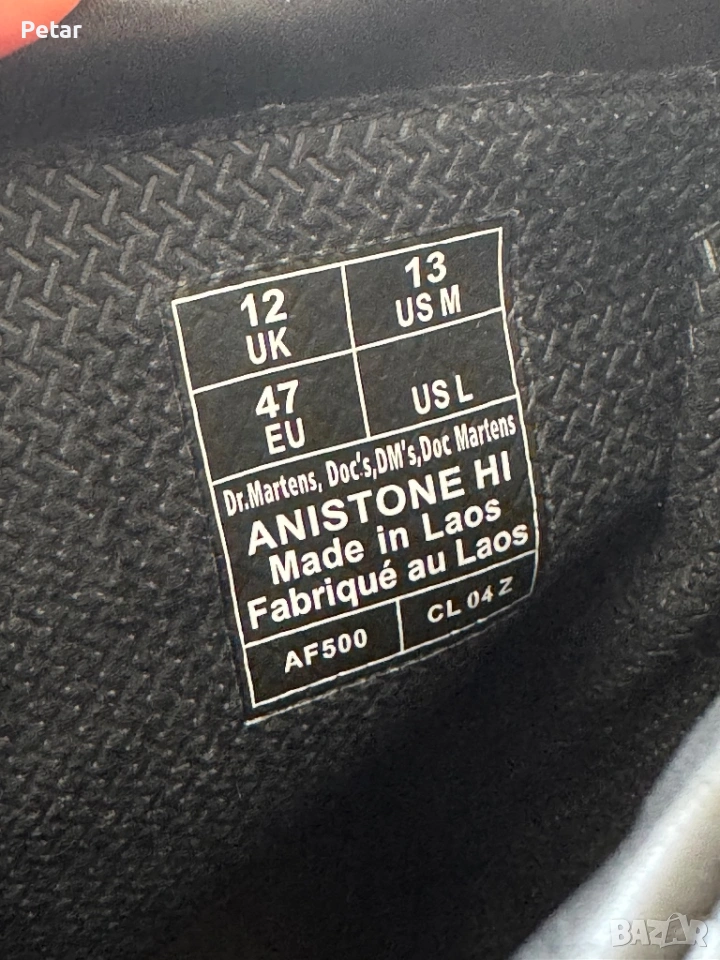 Petar
12 UK
13 US M
47 EU
US L
Dr.Martens, Doc's,DM's,Doc Martens
ANISTONE HI
Made in Laos
Fabriqué au Laos
AF500
CL 04 Z
BAZAR